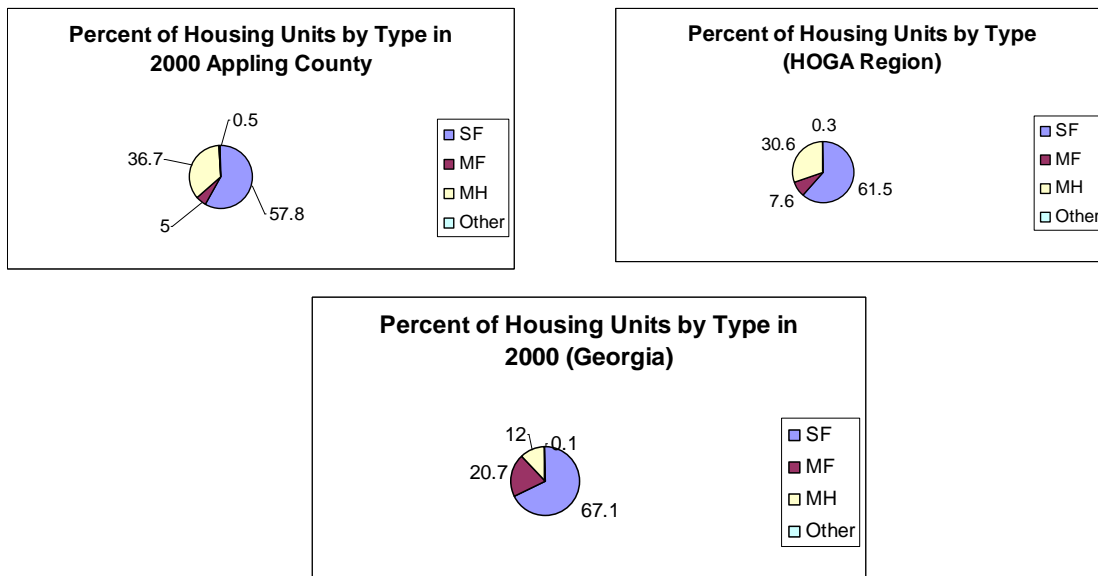 Percent of Housing Units by Type in
2000 Appling County
0.5
36.7
57.8
5
SF
MF
MH
Other
Percent of Housing Units by Type
(HOGA Region)
0.3
30.6
61.5
7.6
SF
MF
MH
Other
Percent of Housing Units by Type in
2000 (Georgia)
12
0.1
20.7
67.1
SF
MF
MH
Other